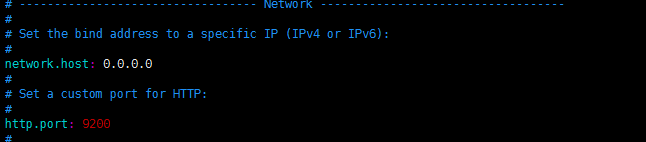 # ---------------------------------- Network -----------------------------------
#
# Set the bind address to a specific IP (IPv4 or IPv6):
#
network.host: 0.0.0.0
#
# Set a custom port for HTTP:
#
http.port: 9200
#